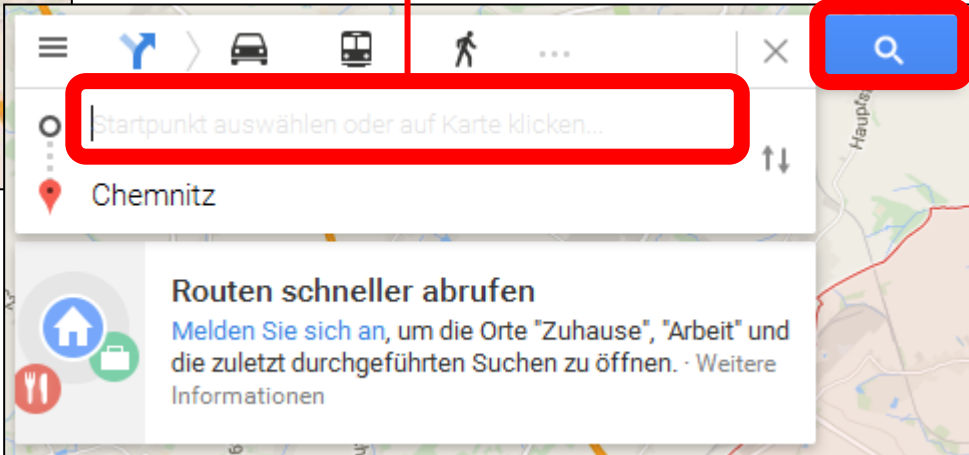 Startpunkt auswählen oder auf Karte klicken...
Chemnitz
Routen schneller abrufen
Melden Sie sich an, um die Orte "Zuhause", "Arbeit" und
die zuletzt durchgeführten Suchen zu öffnen. · Weitere
Informationen